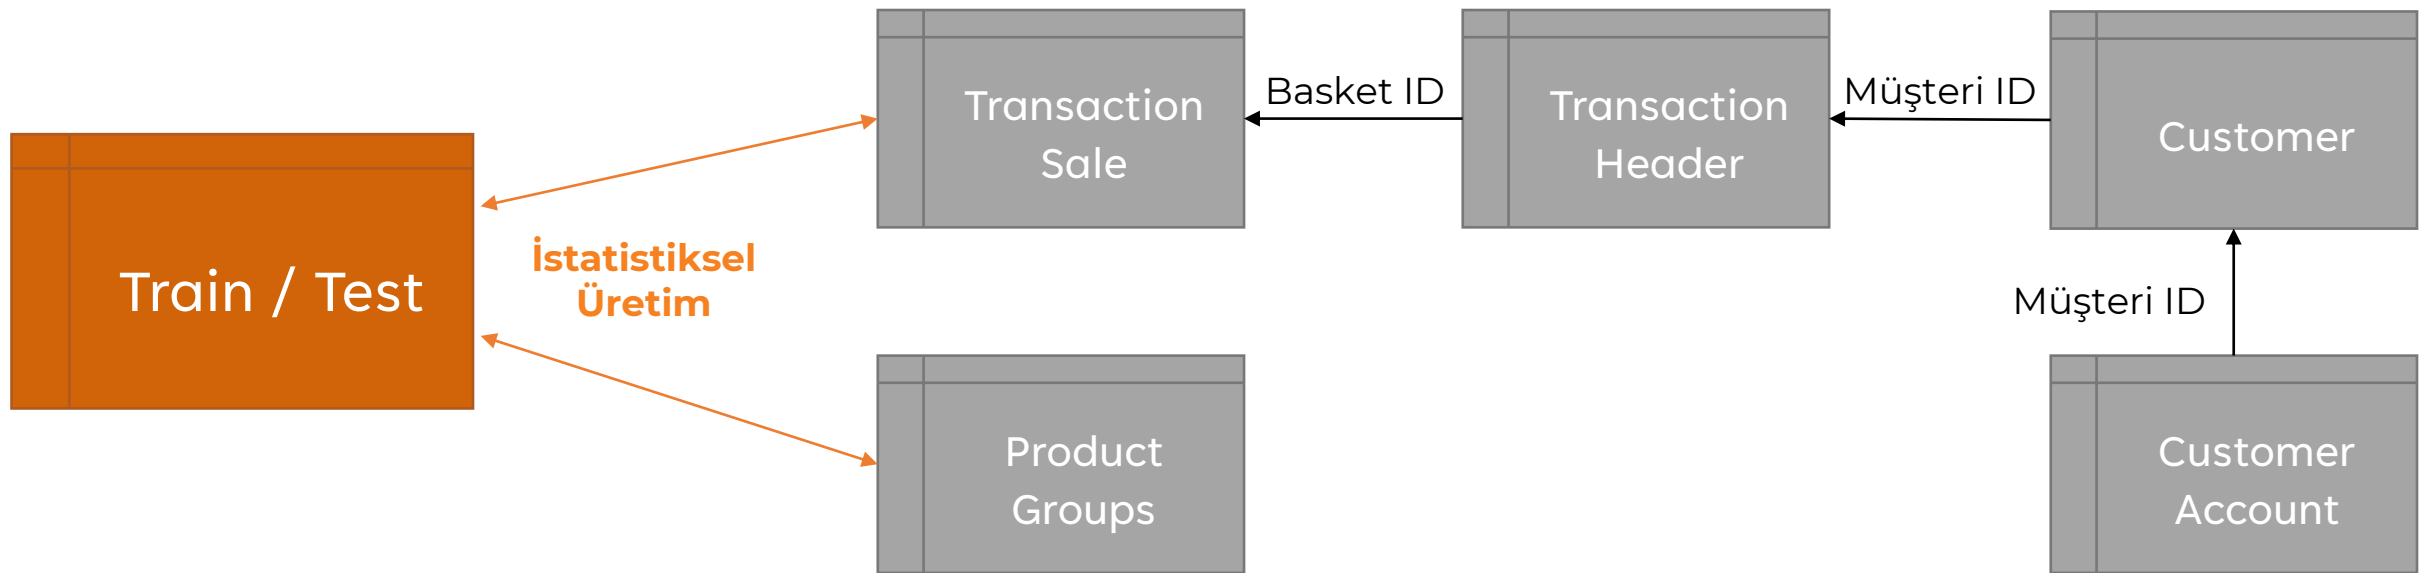 Train / Test
İstatistiksel
Üretim
Transaction
Sale
Basket ID
Transaction
Header
Müşteri ID
Customer
Müşteri ID
Product
Groups
Customer
Account